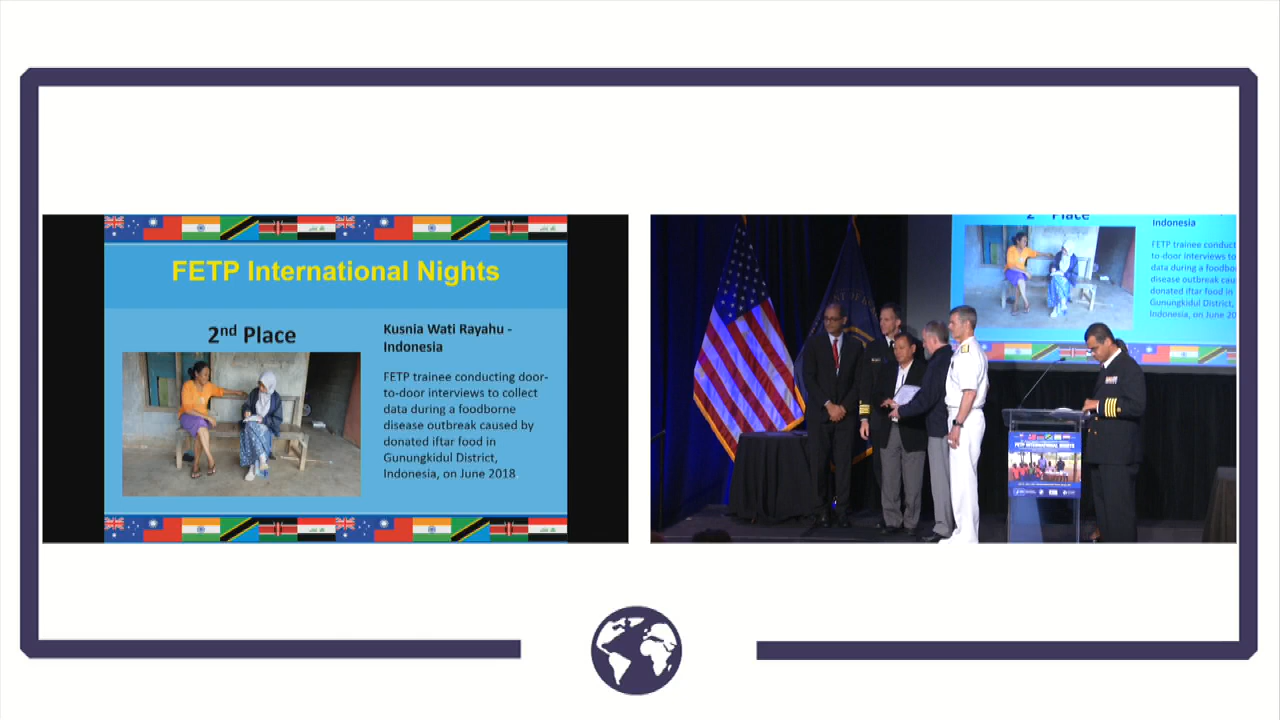 FETP International Nights
2nd Place
Kusnia Wati Rayahu -
Indonesia
FETP trainee conducting door-
to-door interviews to collect
data during a foodborne
disease outbreak caused by
donated iftar food in
Gunungkidul District,
Indonesia, on June 2018
2nd Place
Indonesia
FETP trainee conduct
to-door interviews to
data during a foodbo
disease outbreak cau
donated iftar food in
Gunungkidul District,
Indonesia, on June 20
FETP INTERNATIONAL NIGHTS